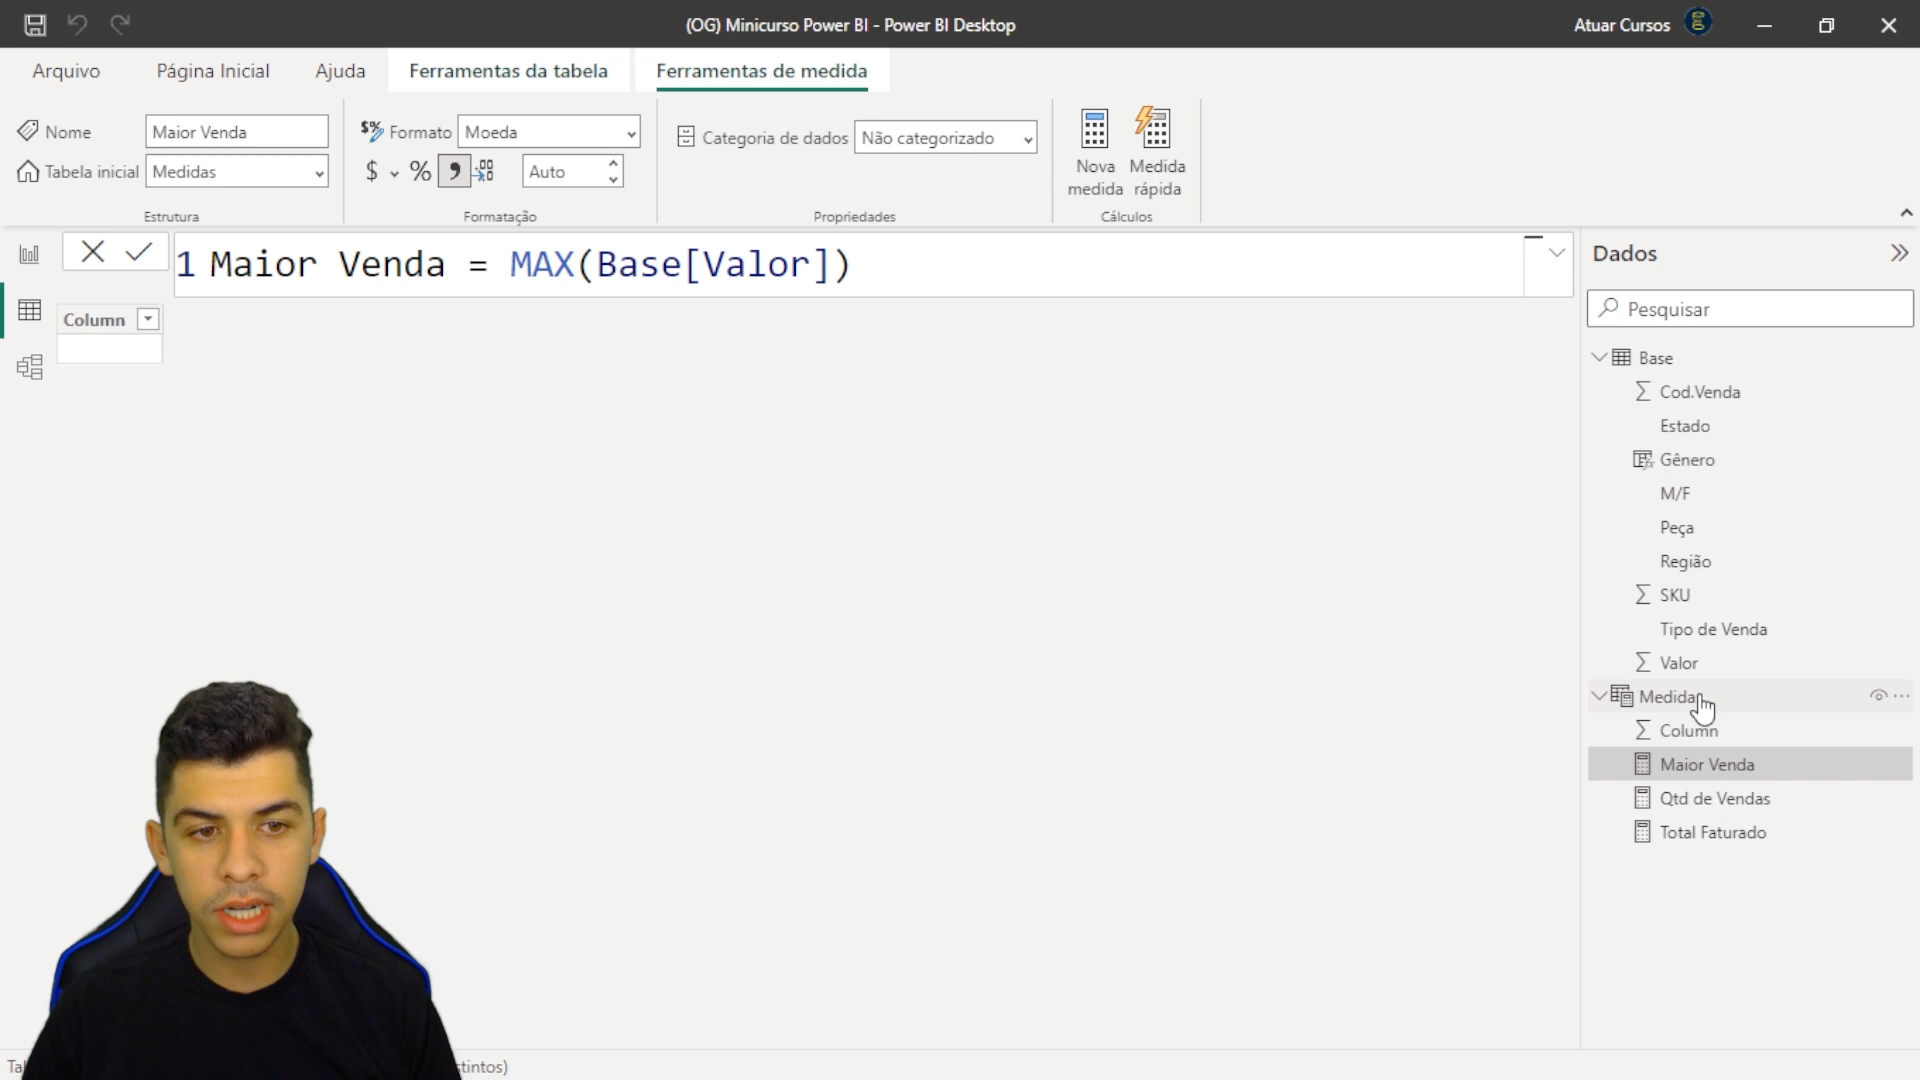 (OG) Minicurso Power BI - Power BI Desktop
Atuar Cursos
Arquivo
Página Inicial
Ajuda
Ferramentas da tabela
Ferramentas de medida
Nome
Maior Venda
Tabela inicial
Medidas
Estrutura
$% Formato
Moeda
$ % 9 Auto
Formatação
Categoria de dados
Não categorizado
Propriedades
Nova medida
Medida rápida
Cálculos
1 Maior Venda = MAX(Base[Valor])
Column
Dados
Pesquisar
Base
Cod.Venda
Estado
Gênero
M/F
Peça
Região
SKU
Tipo de Venda
Valor
Medida
Column
Maior Venda
Qtd de Vendas
Total Faturado
stintos)